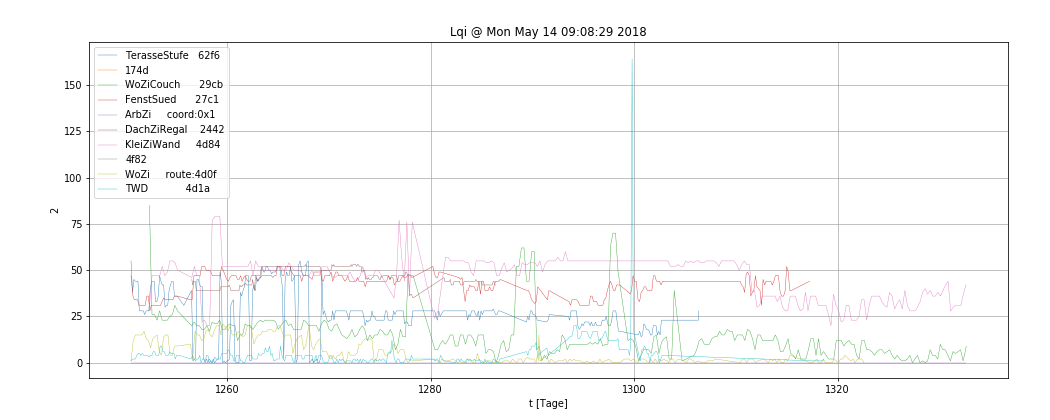 Lqi @ Mon May 14 09:08:29 2018
TerasseStufe 62f6
174d
WoZiCouch 29cb
FenstSued 27c1
ArbZi coord:0x1
DachZiRegal 2442
KleiZiWand 4d84
4f82
WoZi route:4d0f
TWD 4d1a
150
125
100
75
50
25
0
2
1260 1280 1300 1320
t [Tage]